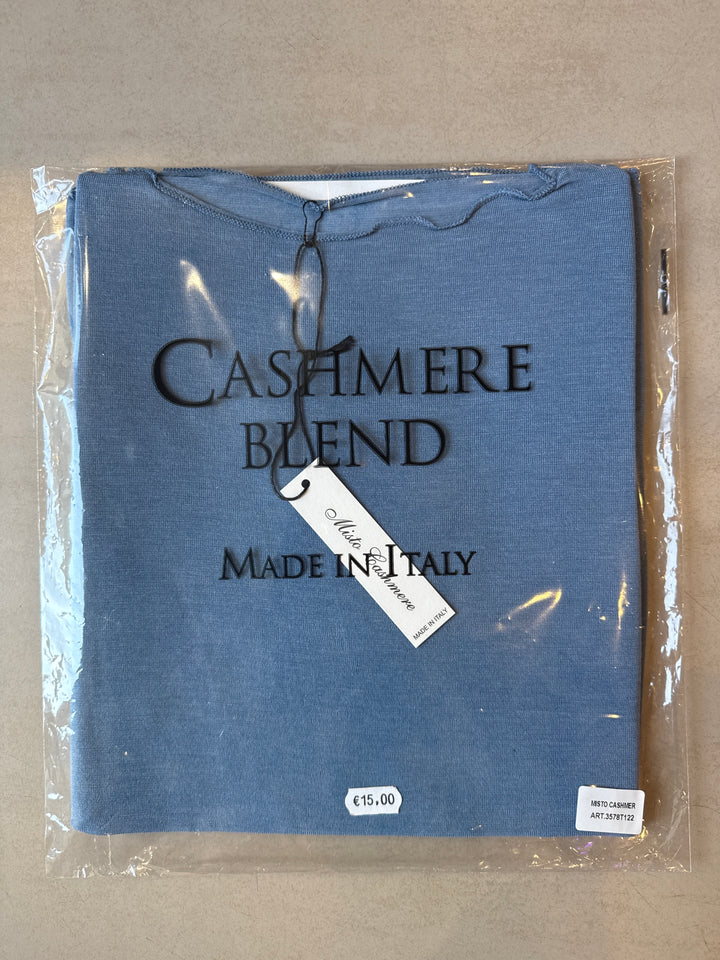 CASHMERE
BLEND
MADE IN ITALY
Misto Cashmere
MADE IN ITALY
€15,00
MISTO CASHMER
ART.3578T122